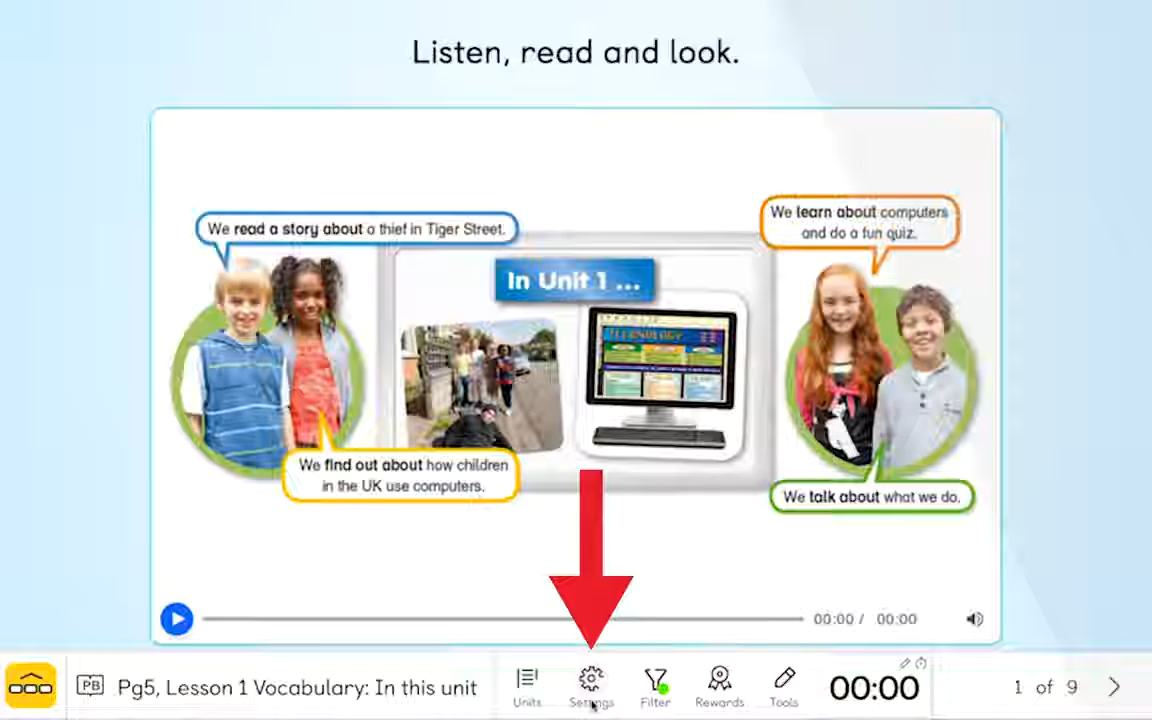 Listen, read and look.
We read a story about a thief in Tiger Street.
We learn about computers
and do a fun quiz.
In Unit 1 ...
TECHNOLOGY
We find out about how children
in the UK use computers.
We talk about what we do.
00:00 / 00:00
PB
Pg5, Lesson 1 Vocabulary: In this unit
Units
Settings
Filter
Rewards
Tools
00:00
1 of 9